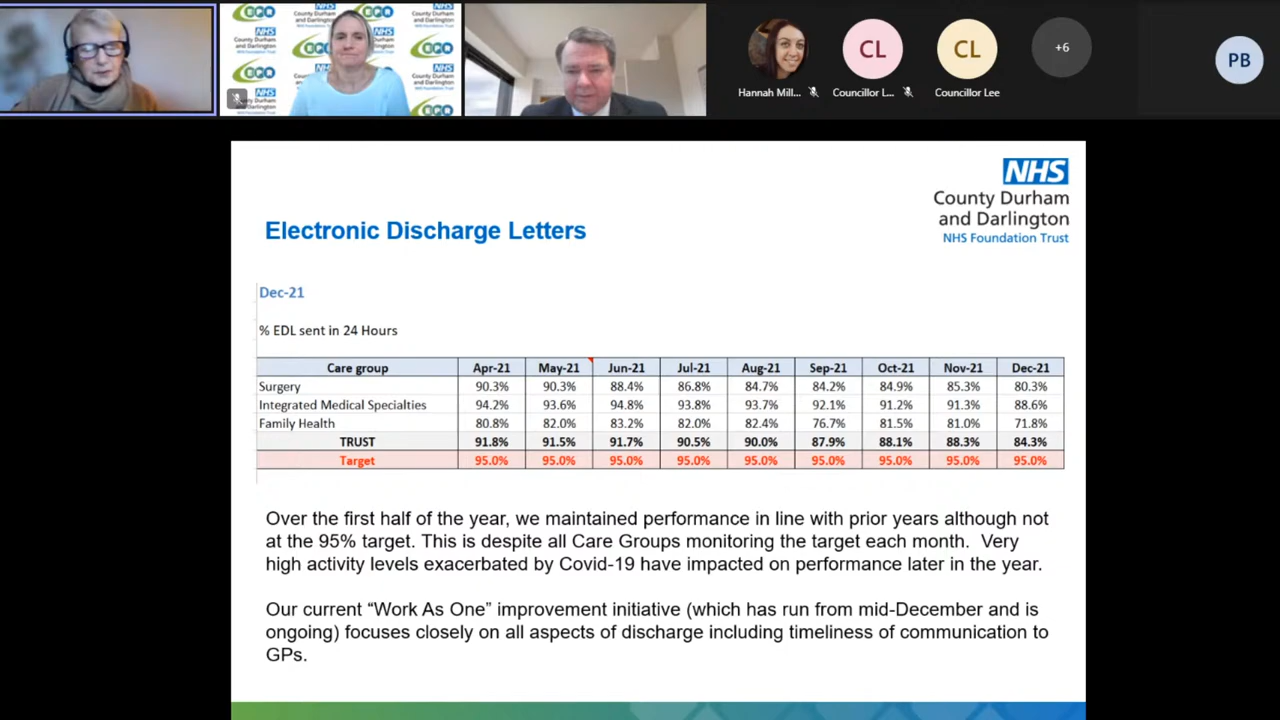 NHS
County Durham
and Darlington
NHS Foundation Trust
CL
CL
+6
PB
Hannah Mill...
Councillor L...
Councillor Lee
NHS
County Durham
and Darlington
NHS Foundation Trust
Electronic Discharge Letters
Dec-21
% EDL sent in 24 Hours
Care group Apr-21 May-21 Jun-21 Jul-21 Aug-21 Sep-21 Oct-21 Nov-21 Dec-21
Surgery 90.3% 90.3% 88.4% 86.8% 84.7% 84.2% 84.9% 85.3% 80.3%
Integrated Medical Specialties 94.2% 93.6% 94.8% 93.8% 93.7% 92.1% 91.2% 91.3% 88.6%
Family Health 80.8% 82.0% 83.2% 82.0% 82.4% 76.7% 81.5% 81.0% 71.8%
TRUST 91.8% 91.5% 91.7% 90.5% 90.0% 87.9% 88.1% 88.3% 84.3%
Target 95.0% 95.0% 95.0% 95.0% 95.0% 95.0% 95.0% 95.0% 95.0%
Over the first half of the year, we maintained performance in line with prior years although not
at the 95% target. This is despite all Care Groups monitoring the target each month. Very
high activity levels exacerbated by Covid-19 have impacted on performance later in the year.
Our current “Work As One” improvement initiative (which has run from mid-December and is
ongoing) focuses closely on all aspects of discharge including timeliness of communication to
GPs.